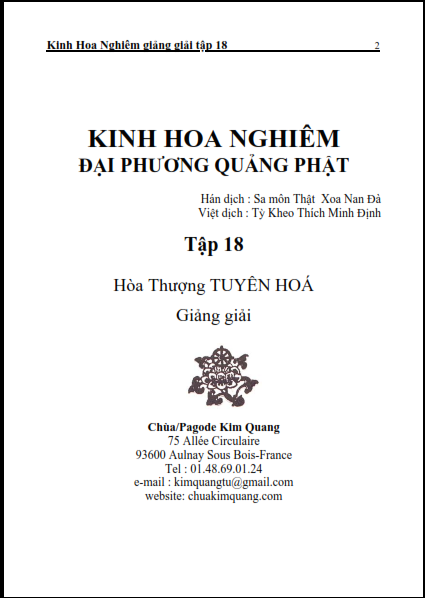 Kinh Hoa Nghiêm giảng giải tập 18 2
KINH HOA NGHIÊM
ĐẠI PHƯƠNG QUẢNG PHẬT
Hán dịch : Sa môn Thật Xoa Nan Đà
Việt dịch : Tỳ Kheo Thích Minh Định
Tập 18
Hòa Thượng TUYÊN HOÁ
Giảng giải
Chùa/Pagode Kim Quang
75 Allée Circulaire
93600 Aulnay Sous Bois-France
Tel : 01.48.69.01.24
e-mail : kimquangtu@gmail.com
website: chuakimquang.com